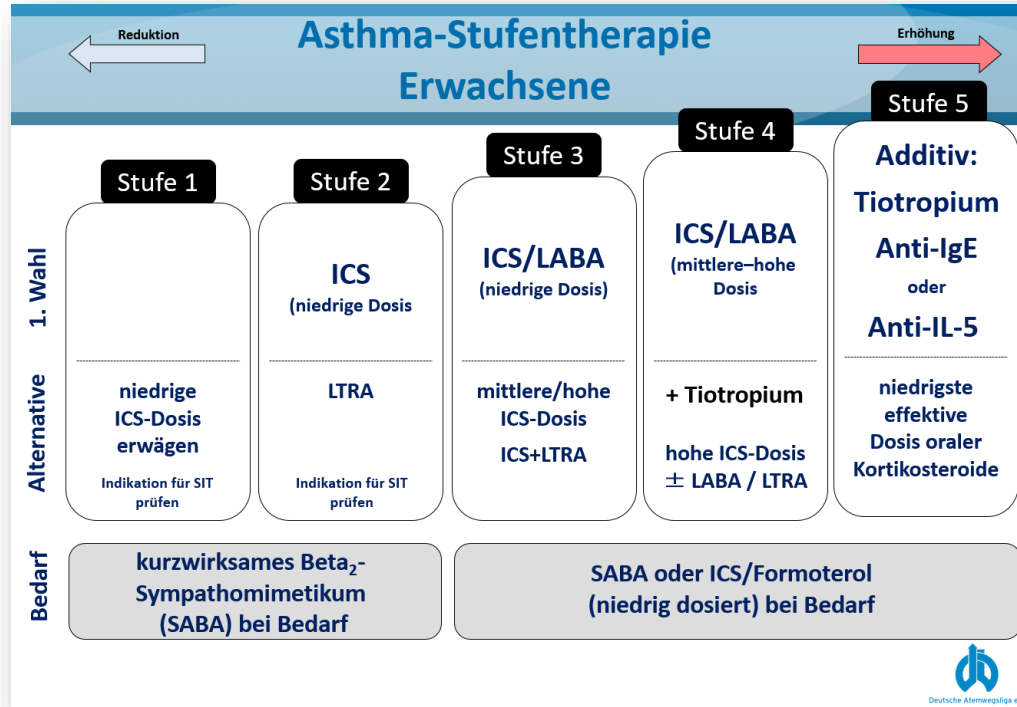 Reduktion
Asthma-Stufentherapie
Erwachsene
Erhöhung
Stufe 1
Stufe 2
Stufe 3
Stufe 4
Stufe 5
1. Wahl
ICS
(niedrige Dosis
ICS/LABA
(niedrige Dosis)
ICS/LABA
(mittlere–hohe
Dosis
Additiv:
Tiotropium
Anti-IgE
oder
Anti-IL-5
Alternative
niedrige
ICS-Dosis
erwägen
Indikation für SIT
prüfen
LTRA
Indikation für SIT
prüfen
mittlere/hohe
ICS-Dosis
ICS+LTRA
+ Tiotropium
hohe ICS-Dosis
± LABA / LTRA
niedrigste
effektive
Dosis oraler
Kortikosteroide
Bedarf
kurzwirksames Beta₂-
Sympathomimetikum
(SABA) bei Bedarf
SABA oder ICS/Formoterol
(niedrig dosiert) bei Bedarf
Deutsche Atemwegsliga e